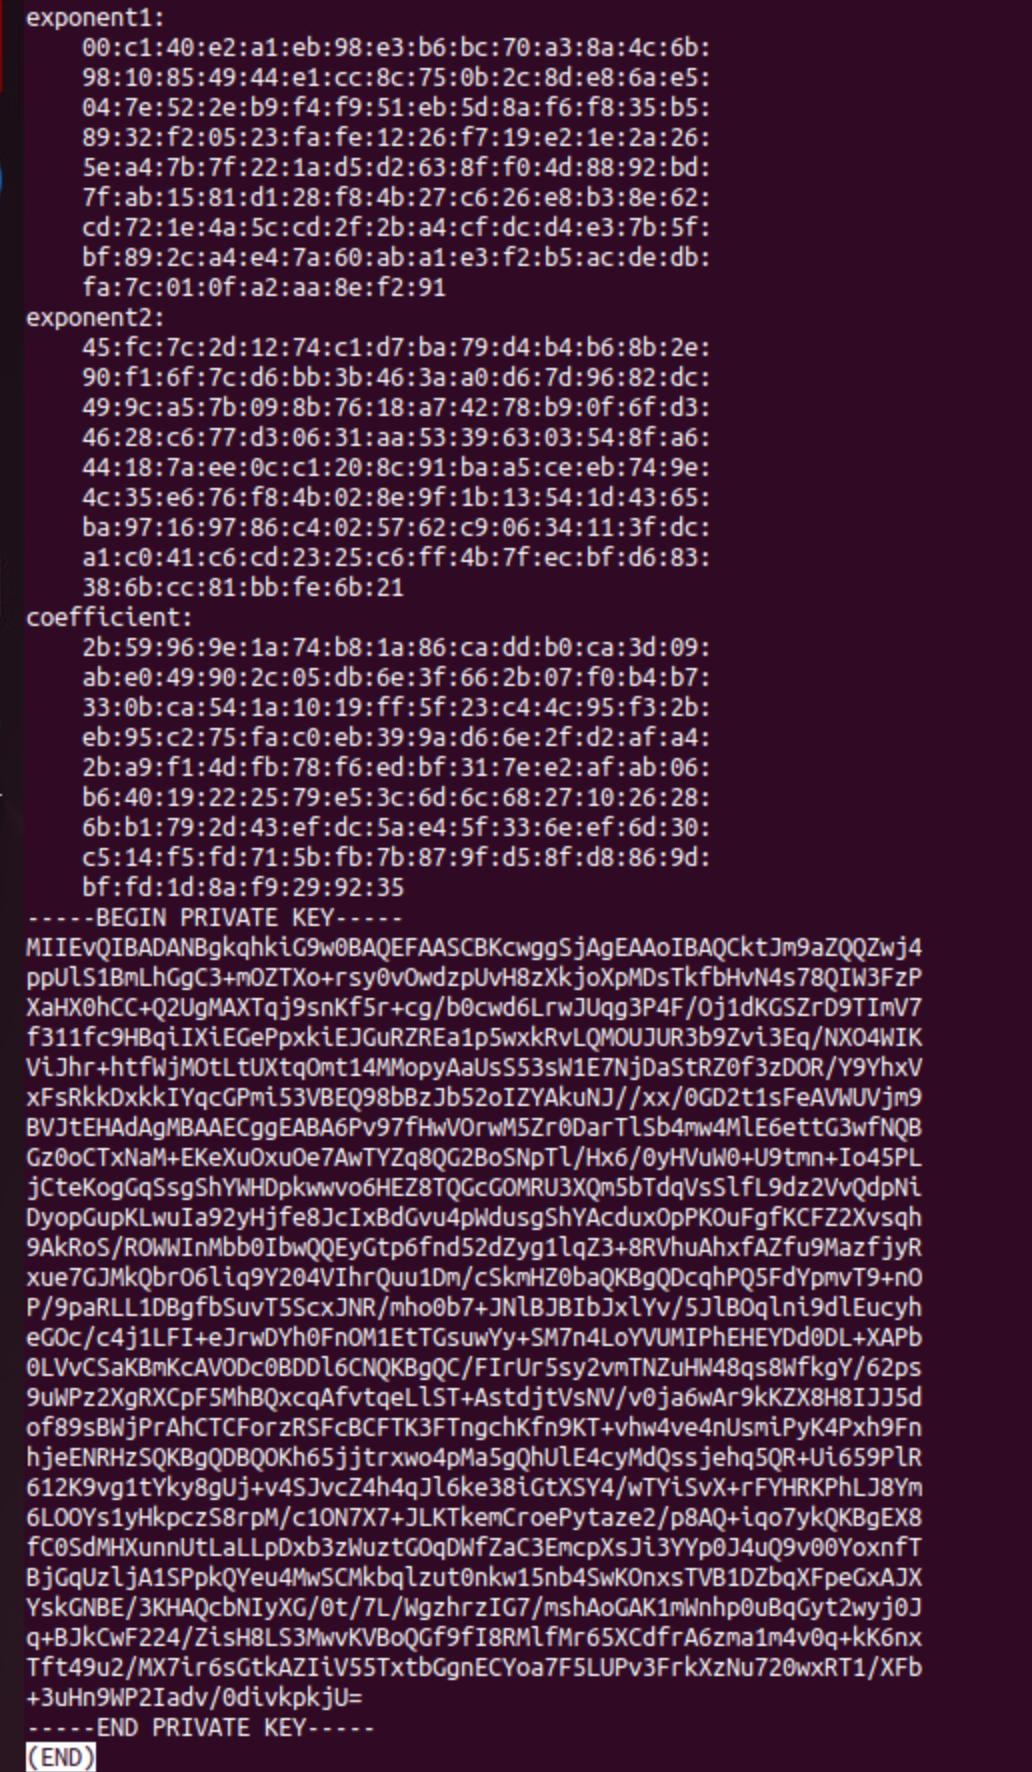 exponent1:
00:c1:40:e2:a1:eb:98:e3:b6:bc:70:a3:8a:4c:6b:
98:10:85:49:44:e1:cc:8c:75:0b:2c:8d:e8:6a:e5:
04:7e:52:2e:b9:f4:f9:51:eb:5d:8a:f6:f8:35:b5:
89:32:f2:05:23:fa:fe:12:26:f7:19:e2:1e:2a:26:
5e:a4:7b:7f:22:1a:d5:d2:63:8f:f0:4d:88:92:bd:
7f:ab:15:81:d1:28:f8:4b:27:c6:26:e8:b3:8e:62:
cd:72:1e:4a:5c:cd:2f:2b:a4:cf:dc:d4:e3:7b:5f:
bf:89:2c:a4:e4:7a:60:ab:a1:e3:f2:b5:ac:de:db:
fa:7c:01:0f:a2:aa:8e:f2:91
exponent2:
45:fc:7c:2d:12:74:c1:d7:ba:79:d4:b4:b6:8b:2e:
90:f1:6f:7c:d6:bb:3b:46:3a:a0:d6:7d:96:82:dc:
49:9c:a5:7b:09:8b:76:18:a7:42:78:b9:0f:6f:d3:
46:28:c6:77:d3:06:31:aa:53:39:63:03:54:8f:a6:
44:18:7a:ee:0c:c1:20:8c:91:ba:a5:ce:eb:74:9e:
4c:35:e6:76:f8:4b:02:8e:9f:1b:13:54:1d:43:65:
ba:97:16:97:86:c4:02:57:62:c9:06:34:11:3f:dc:
a1:c0:41:c6:cd:23:25:c6:ff:4b:7f:ec:bf:d6:83:
38:6b:cc:81:bb:fe:6b:21
coefficient:
2b:59:96:9e:1a:74:b8:1a:86:ca:dd:b0:ca:3d:09:
ab:e0:49:90:2c:05:db:6e:3f:66:2b:07:f0:b4:b7:
33:0b:ca:54:1a:10:19:ff:5f:23:c4:4c:95:f3:2b:
eb:95:c2:75:fa:c0:eb:39:9a:d6:6e:2f:d2:af:a4:
2b:a9:f1:4d:fb:78:f6:ed:bf:31:7e:e2:af:ab:06:
b6:40:19:22:25:79:e5:3c:6d:6c:68:27:10:26:28:
6b:b1:79:2d:43:ef:dc:5a:e4:5f:33:6e:ef:6d:30:
c5:14:f5:fd:71:5b:fb:7b:87:9f:d5:8f:d8:86:9d:
bf:fd:1d:8a:f9:29:92:35
-----BEGIN PRIVATE KEY-----
MIIEvQIBADANBgkqhkiG9w0BAQEFAASCBKcwggSjAgEAAoIBAQCktJm9aZQQZwj4
ppUlS1BmLhGgC3+mOZTXo+rsy0vOwdzpUvH8zXkjoXpMDsTkfbHvN4s78QIW3FzP
XaHX0hCC+Q2UgMAXTqj9snKf5r+cg/b0cwd6LrwJUqg3P4F/Oj1dKGSZrD9TImV7
f311fc9HBqiIXiEGePpxkiEJGuRZREa1p5wxkRvLQMOUJUR3b9Zvi3Eq/NXO4WIK
ViJhr+htfWjMOtLtUXtqOmt14MMopyAaUsS53sW1E7NjDaStRZ0f3zDOR/Y9YhxV
xFsRkkDxkkIYqcGPmi53VBEQ98bBzJb52oIZYAkuNJ//xx/0GD2t1sFeAVWUVjm9
BVJtEHAdAgMBAAECggEABA6Pv97fHwVOrwM5Zr0DarTlSb4mw4MlE6ettG3wfNQB
Gz0oCTxNaM+EKeXuOxuOe7AwTYZq8QG2BoSNpTl/Hx6/0yHVuW0+U9tmn+Io45PL
jCteKogGqSsgShYWHDpkwwvo6HEZ8TQGcGOMRU3XQm5bTdqVsSlfL9dz2VvQdpNi
DyopGupKLwuIa92yHjfe8JcIxBdGvu4pWdusgShYAcduxOpPKOuFgfKCFZ2Xvsqh
9AkRoS/ROWWInMbb0IbwQQEyGtp6fnd52dZyg1lqZ3+8RVhuAhxfAZfu9MazfjyR
xue7GJMkQbrO6liq9Y204VIhrQuu1Dm/cSkmHZ0baQKBgQDcqhPQ5FdYpmvT9+nO
P/9paRLL1DBgfbSuvT5ScxJNR/mho0b7+JNlBJBIbJxlYv/5JlBOqlni9dlEucyh
eGOc/c4j1LFI+eJrwDYh0FnOM1EtTGsuwYy+SM7n4LoYVUMIPhEHEYDd0DL+XAPb
0LVvCSaKBmKcAVODc0BDDl6CNQKBgQC/FIrUr5sy2vmTNZuHW48qs8WfkgY/62ps
9uWPz2XgRXCpF5MhBQxcqAfvtqeLlST+AstdjtVsNV/v0ja6wAr9kKZX8H8IJJ5d
of89sBWjPrAhCTCForzRSFcBCFTK3FTngchKfn9KT+vhw4ve4nUsmiPyK4Pxh9Fn
hjeENRHzSQKBgQDBQOKh65jjtrxwo4pMa5gQhUlE4cyMdQssjehq5QR+Ui659PlR
612K9vg1tYky8gUj+v4SJvcZ4h4qJl6ke38iGtXSY4/wTYiSvX+rFYHRKPhLJ8Ym
6LOOYs1yHkpczS8rpM/c1ON7X7+JLKTkemCroePytaze2/p8AQ+iqo7ykQKBgEX8
fC0SdMHXunnUtLaLLpDxb3zWuztGOqDWfZaC3EmcpXsJi3YYp0J4uQ9v00YoxnfT
BjGqUzljA1SPpkQYeu4MwSCMkbqlzut0nkw15nb4SwKOnxsTVB1DZbqXFpeGxAJX
YskGNBE/3KHAQcbNIyXG/0t/7L/WgzhrzIG7/mshAoGAK1mWnhp0uBqGyt2wyj0J
q+BJkCwF224/ZisH8LS3MwvKVBoQGf9fI8RMlfMr65XCdfrA6zma1m4v0q+kK6nx
Tft49u2/MX7ir6sGtkAZIiV55TxtbGgnECYoa7F5LUPv3FrkXzNu720wxRT1/XFb
+3uHn9WP2Iadv/0divkpkjU=
-----END PRIVATE KEY-----
(END)